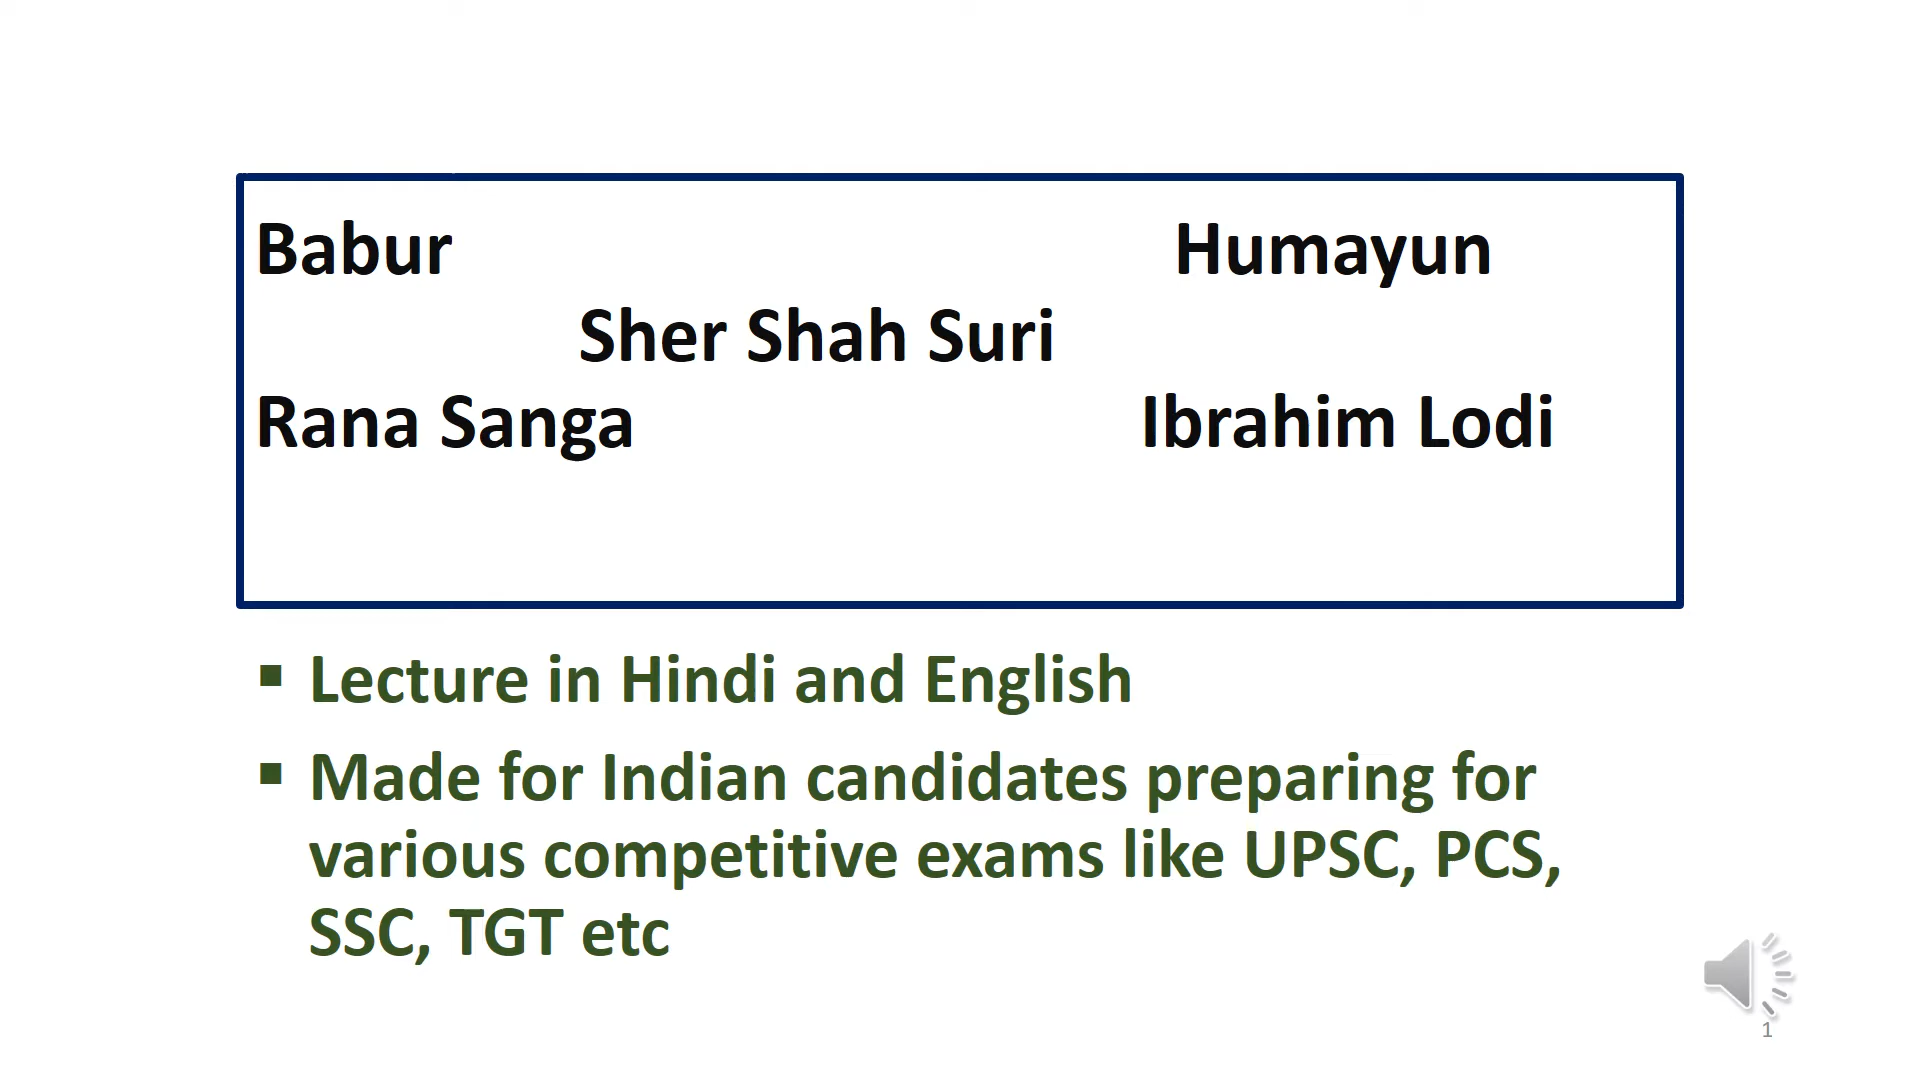 Babur Humayun
Sher Shah Suri
Rana Sanga Ibrahim Lodi
▪ Lecture in Hindi and English
▪ Made for Indian candidates preparing for
various competitive exams like UPSC, PCS,
SSC, TGT etc
1